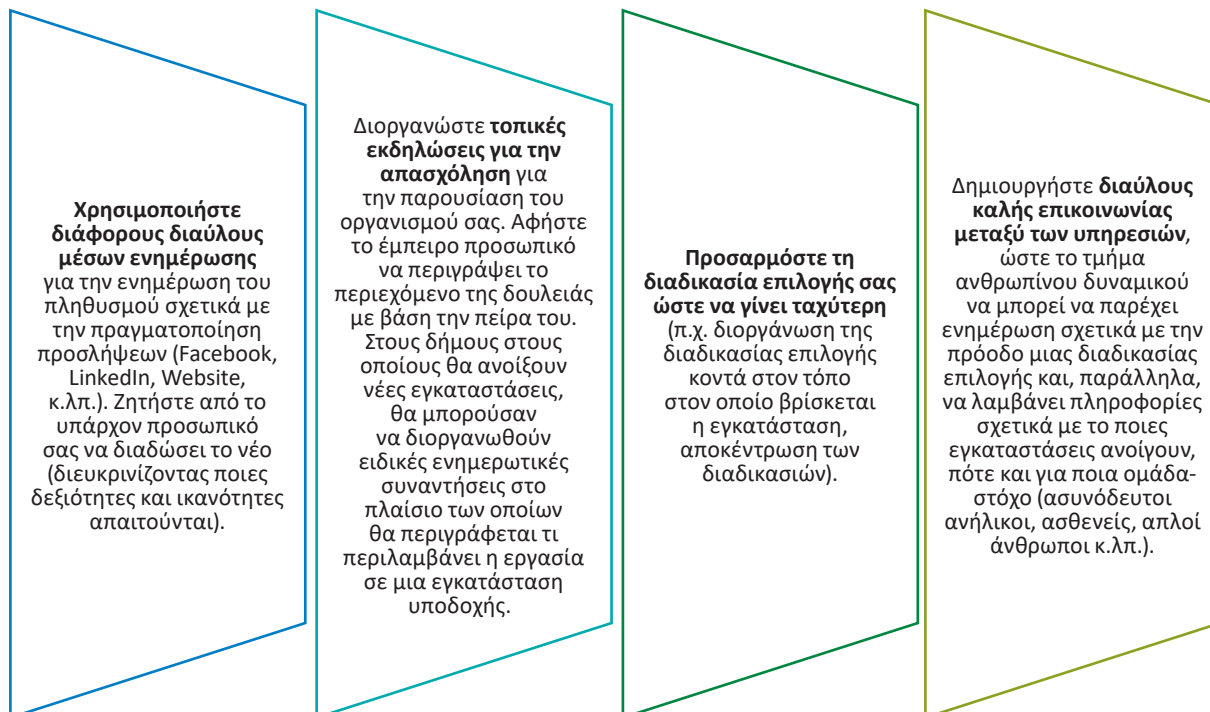 Χρησιμοποιήστε
διάφορους διαύλους
μέσων ενημέρωσης
για την ενημέρωση του
πληθυσμού σχετικά με
την πραγματοποίηση
προσλήψεων (Facebook,
LinkedIn, Website,
κ.λπ.). Ζητήστε από το
υπάρχον προσωπικό
σας να διαδώσει το νέο
(διευκρινίζοντας ποιες
δεξιότητες και ικανότητες
απαιτούνται).
Διοργανώστε τοπικές
εκδηλώσεις για την
απασχόληση για
την παρουσίαση του
οργανισμού σας. Αφήστε
το έμπειρο προσωπικό
να περιγράψει το
περιεχόμενο της δουλειάς
με βάση την πείρα του.
Στους δήμους στους
οποίους θα ανοίξουν
νέες εγκαταστάσεις,
θα μπορούσαν
να διοργανωθούν
ειδικές ενημερωτικές
συναντήσεις στο
πλαίσιο των οποίων
θα περιγράφεται τι
περιλαμβάνει η εργασία
σε μια εγκατάσταση
υποδοχής.
Προσαρμόστε τη
διαδικασία επιλογής σας
ώστε να γίνει ταχύτερη
(π.χ. διοργάνωση της
διαδικασίας επιλογής
κοντά στον τόπο
στον οποίο βρίσκεται
η εγκατάσταση,
αποκέντρωση των
διαδικασιών).
Δημιουργήστε διαύλους
καλής επικοινωνίας
μεταξύ των υπηρεσιών,
ώστε το τμήμα
ανθρωπίνου δυναμικού
να μπορεί να παρέχει
ενημέρωση σχετικά με την
πρόοδο μιας διαδικασίας
επιλογής και, παράλληλα,
να λαμβάνει πληροφορίες
σχετικά με το ποιες
εγκαταστάσεις ανοίγουν,
πότε και για ποια ομάδα-
στόχο (ασυνόδευτοι
ανήλικοι, ασθενείς, απλοί
άνθρωποι κ.λπ.).